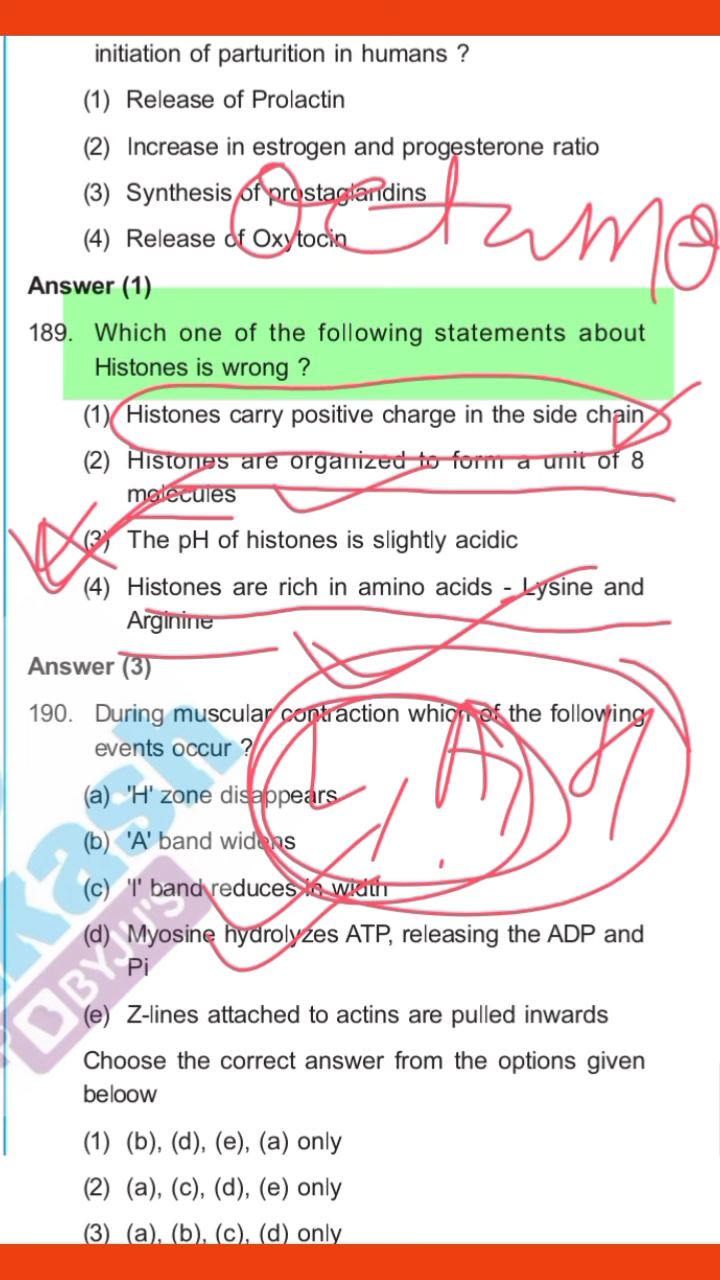 initiation of parturition in humans ?
(1) Release of Prolactin
(2) Increase in estrogen and progesterone ratio
(3) Synthesis of prostaglandins
(4) Release of Oxytocin
Octamo
Answer (1)
189. Which one of the following statements about
Histones is wrong ?
(1) Histones carry positive charge in the side chain
(2) Histones are organized to form a unit of 8
molecules
(3) The pH of histones is slightly acidic
(4) Histones are rich in amino acids - Lysine and
Arginine
Answer (3)
190. During muscular contraction which of the following
events occur ?
(a) 'H' zone disappears
(b) 'A' band widens
(c) 'I' band reduces in width
(d) Myosine hydrolyzes ATP, releasing the ADP and
Pi
(e) Z-lines attached to actins are pulled inwards
Choose the correct answer from the options given
beloow
(1) (b), (d), (e), (a) only
(2) (a), (c), (d), (e) only
(3) (a), (b), (c), (d) only
kash
BYJU'S